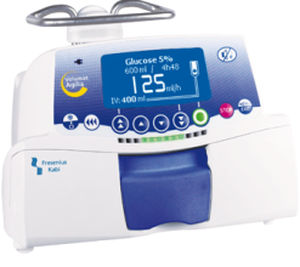 Glucose 5%
600 ml / 4h48
125 ml/h
IV: 400 ml
Volumat
Agilia
Fresenius
Kabi